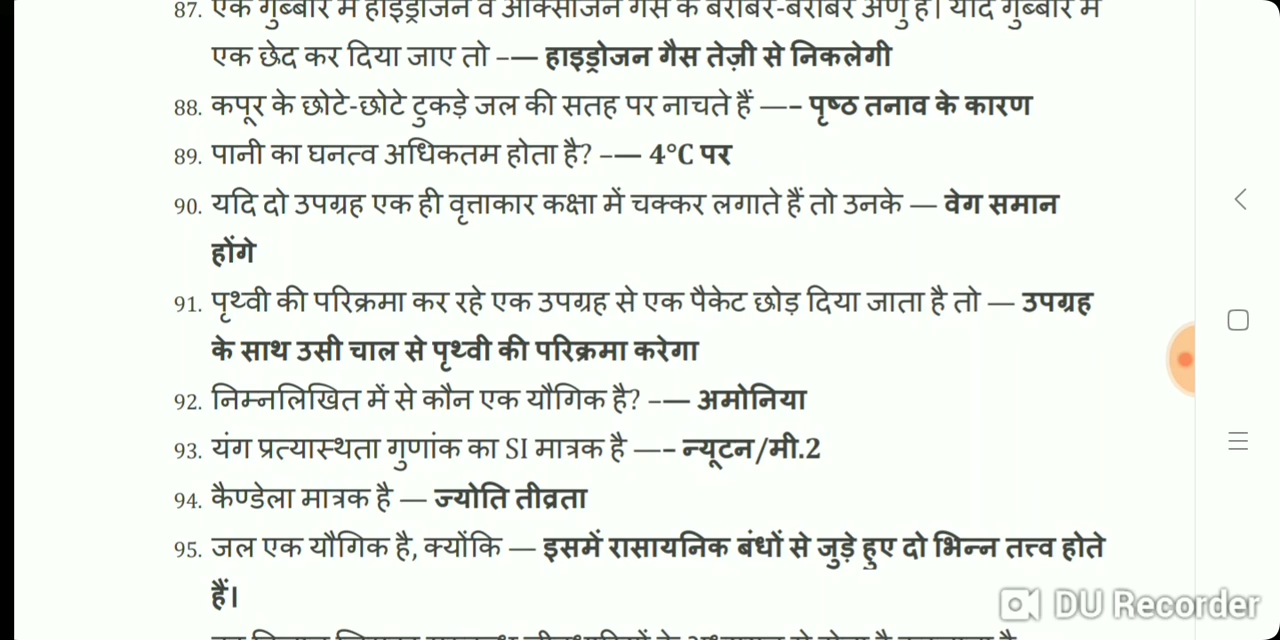 87. एक गुब्बारे में हाइड्रोजन व ऑक्सीजन गैस के बराबर-बराबर अणु हैं। यदि गुब्बारे में
एक छेद कर दिया जाए तो –— हाइड्रोजन गैस तेज़ी से निकलेगी
88. कपूर के छोटे-छोटे टुकड़े जल की सतह पर नाचते हैं —– पृष्ठ तनाव के कारण
89. पानी का घनत्व अधिकतम होता है? –— 4°C पर
90. यदि दो उपग्रह एक ही वृत्ताकार कक्षा में चक्कर लगाते हैं तो उनके — वेग समान
होंगे
91. पृथ्वी की परिक्रमा कर रहे एक उपग्रह से एक पैकेट छोड़ दिया जाता है तो — उपग्रह
के साथ उसी चाल से पृथ्वी की परिक्रमा करेगा
92. निम्नलिखित में से कौन एक यौगिक है? –— अमोनिया
93. यंग प्रत्यास्थता गुणांक का SI मात्रक है —– न्यूटन/मी.2
94. कैण्डेला मात्रक है — ज्योति तीव्रता
95. जल एक यौगिक है, क्योंकि — इसमें रासायनिक बंधों से जुड़े हुए दो भिन्न तत्त्व होते
हैं।
DU Recorder